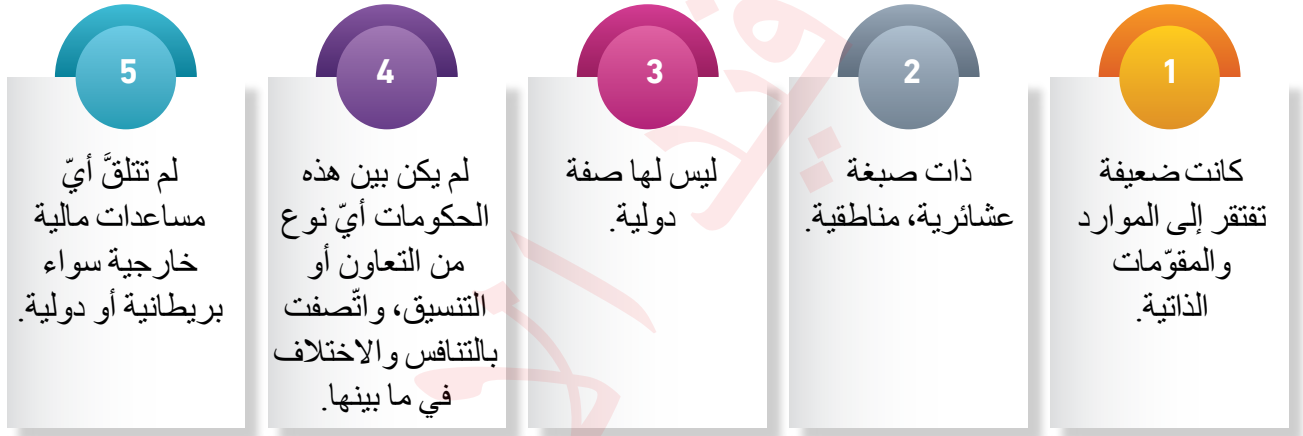 1
كانت ضعيفة
تفتقر إلى الموارد
والمقوّمات
الذاتية.
2
ذات صبغة
عشائرية، مناطقية.
3
ليس لها صفة
دولية.
4
لم يكن بين هذه
الحكومات أيّ نوع
من التعاون أو
التنسيق، واتّصفت
بالتنافس والاختلاف
في ما بينها.
5
لم تتلقَّ أيّ
مساعدات مالية
خارجية سواء
بريطانية أو دولية.